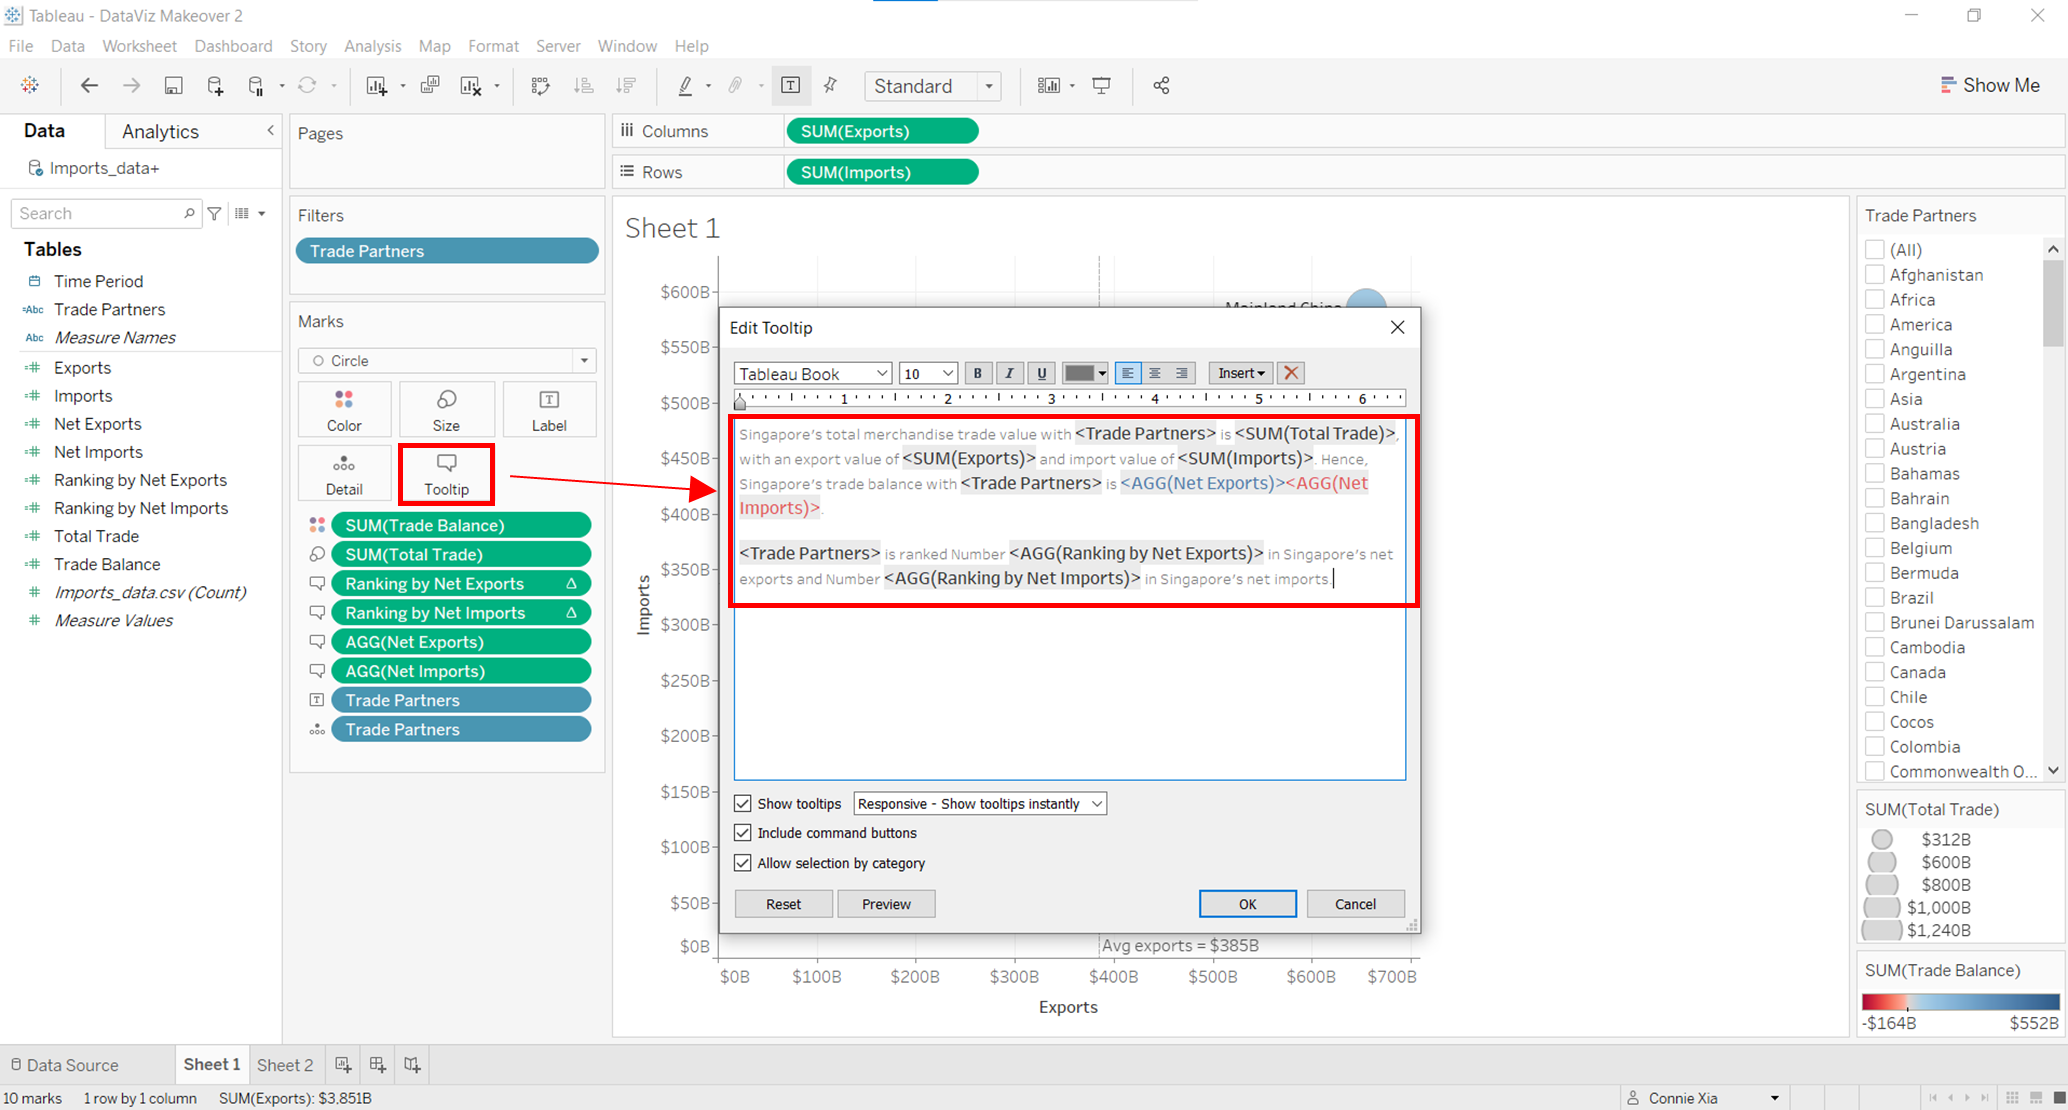 Tableau - DataViz Makeover 2
File Data Worksheet Dashboard Story Analysis Map Format Server Window Help
Standard
Show Me
Data
Analytics
Imports_data+
Search
Tables
Time Period
Abc Trade Partners
Abc Measure Names
Exports
Imports
Net Exports
Net Imports
Ranking by Net Exports
Ranking by Net Imports
Total Trade
Trade Balance
Imports_data.csv (Count)
Measure Values
Pages
Filters
Trade Partners
Marks
Circle
Color Size Label
Detail Tooltip
SUM(Trade Balance)
SUM(Total Trade)
Ranking by Net Exports
Ranking by Net Imports
AGG(Net Exports)
AGG(Net Imports)
Trade Partners
Trade Partners
Columns SUM(Exports)
Rows SUM(Imports)
Sheet 1
$600B
$550B
$500B
$450B
$400B
$350B
$300B
$250B
$200B
$150B
$100B
$50B
$0B
Imports
Mainland China
Edit Tooltip
Tableau Book 10 B I U Insert
1 2 3 4 5 6
Singapore's total merchandise trade value with <Trade Partners> is <SUM(Total Trade)>,
with an export value of <SUM(Exports)> and import value of <SUM(Imports)>. Hence,
Singapore's trade balance with <Trade Partners> is <AGG(Net Exports)><AGG(Net
Imports)>.
<Trade Partners> is ranked Number <AGG(Ranking by Net Exports)> in Singapore's net
exports and Number <AGG(Ranking by Net Imports)> in Singapore's net imports.
Show tooltips Responsive - Show tooltips instantly
Include command buttons
Allow selection by category
Reset Preview OK Cancel
Avg exports = $385B
$0B $100B $200B $300B $400B $500B $600B $700B
Exports
Trade Partners
(All)
Afghanistan
Africa
America
Anguilla
Argentina
Asia
Australia
Austria
Bahamas
Bahrain
Bangladesh
Belgium
Bermuda
Brazil
Brunei Darussalam
Cambodia
Canada
Chile
Cocos
Colombia
Commonwealth O...
SUM(Total Trade)
$312B
$600B
$800B
$1,000B
$1,240B
SUM(Trade Balance)
-$164B $552B
Data Source Sheet 1 Sheet 2
10 marks 1 row by 1 column SUM(Exports): $3,851B
Connie Xia